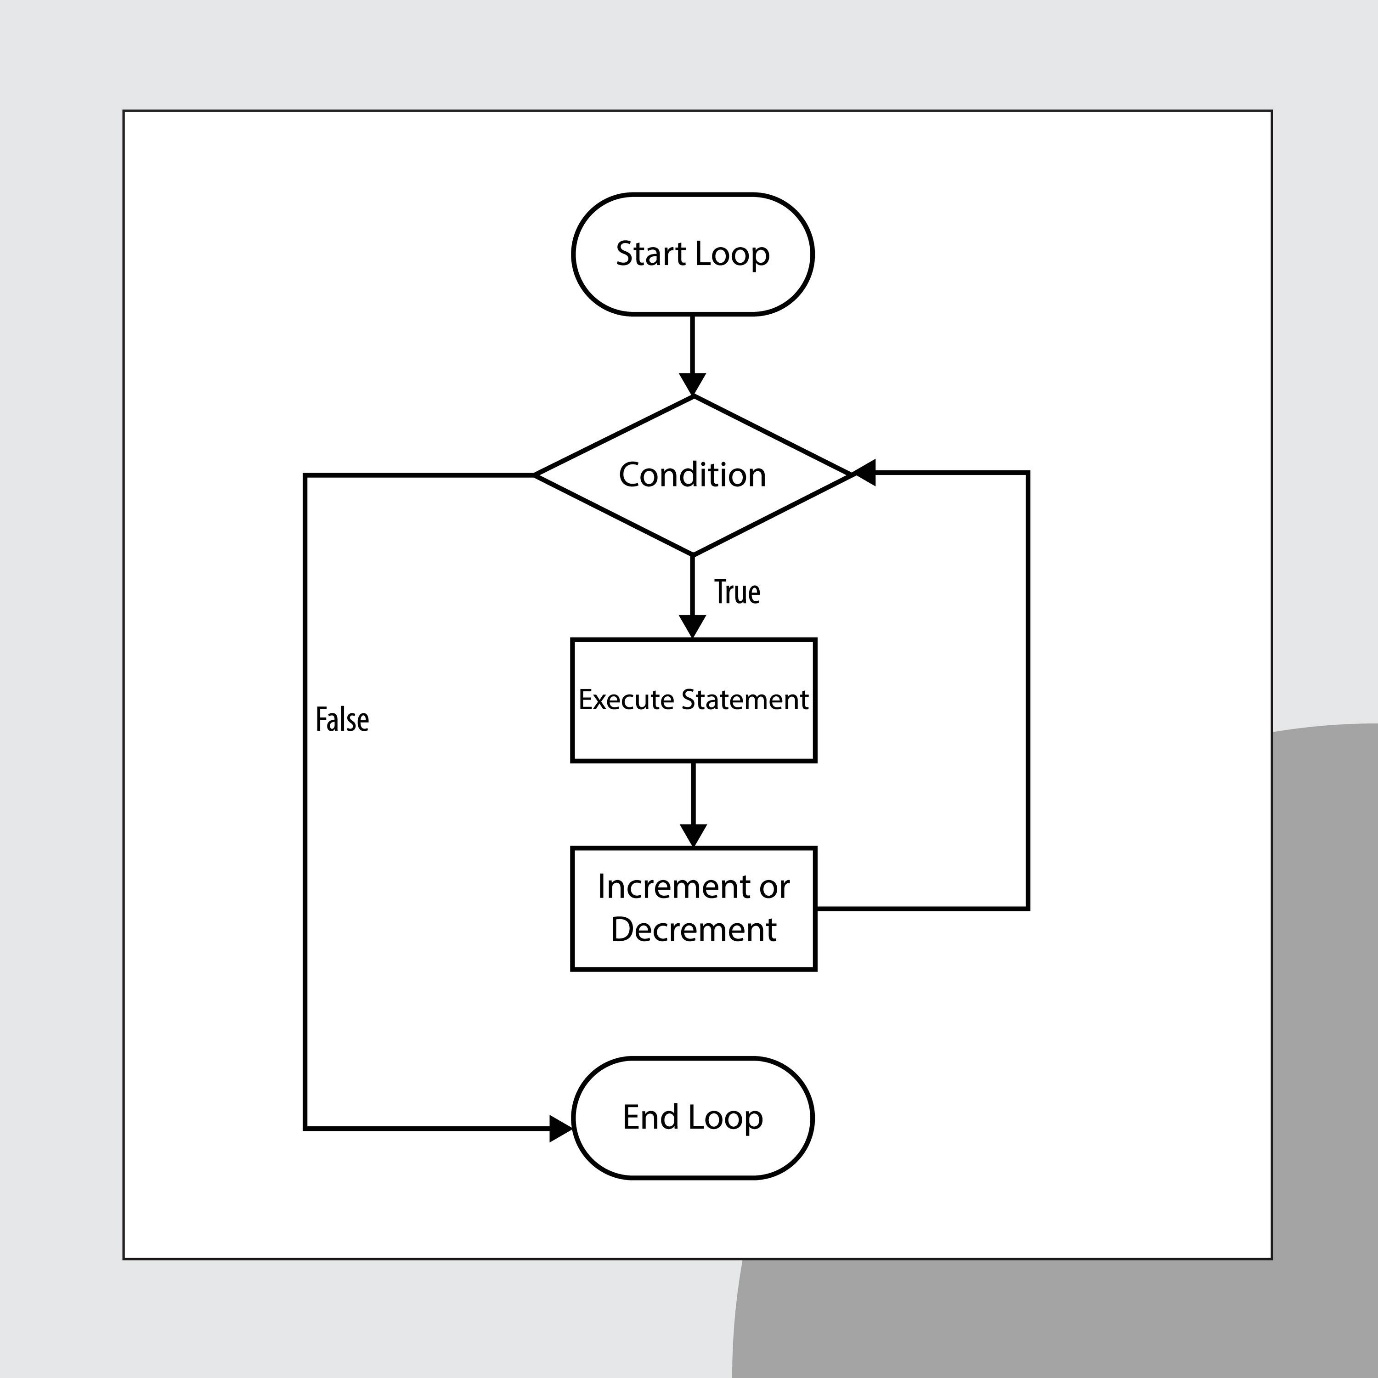 Start Loop
Condition
True
Execute Statement
False
Increment or
Decrement
End Loop